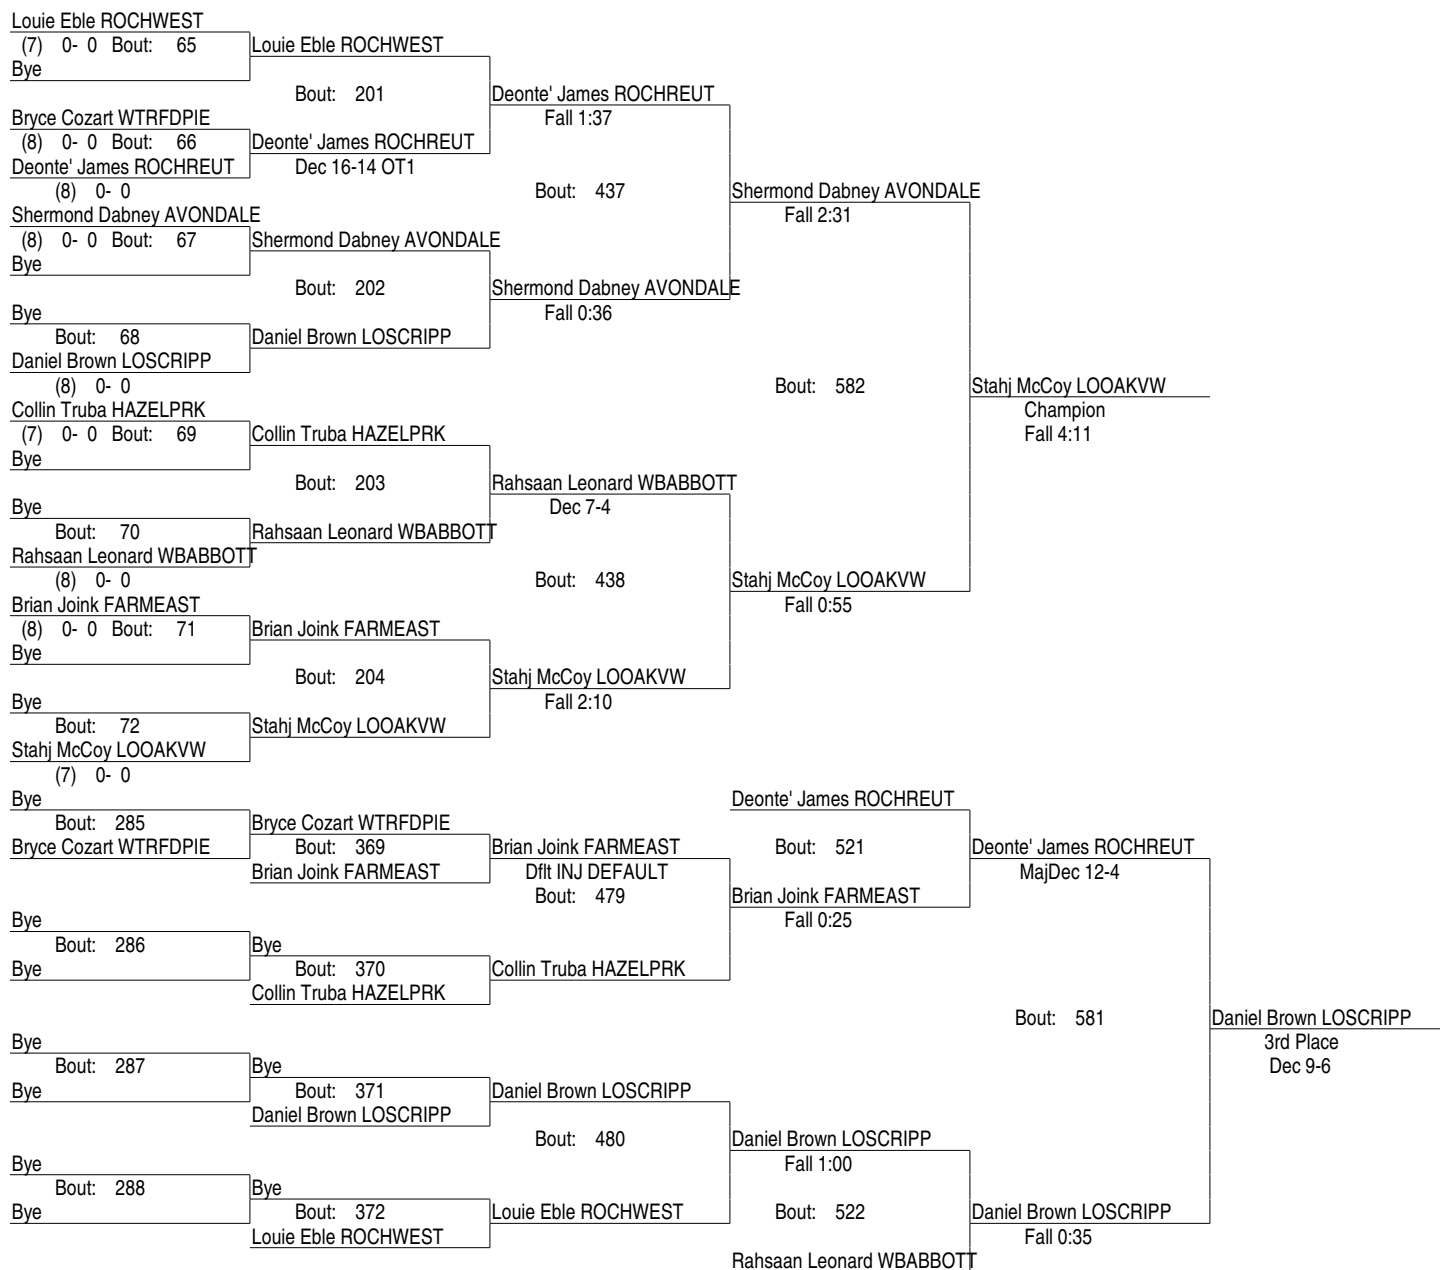 Louie Eble ROCHWEST
(7) 0- 0 Bout: 65 Louie Eble ROCHWEST
Bye
Bout: 201 Deonte' James ROCHREUT
Bryce Cozart WTRFDPIE Fall 1:37
(8) 0- 0 Bout: 66 Deonte' James ROCHREUT
Deonte' James ROCHREUT Dec 16-14 OT1
(8) 0- 0 Bout: 437 Shermond Dabney AVONDALE
Shermond Dabney AVONDALE Fall 2:31
(8) 0- 0 Bout: 67 Shermond Dabney AVONDALE
Bye
Bout: 202 Shermond Dabney AVONDALE
Bye Fall 0:36
Bout: 68 Daniel Brown LOSCRIPP
Daniel Brown LOSCRIPP
(8) 0- 0 Bout: 582 Stahj McCoy LOOAKVW
Collin Truba HAZELPRK Champion
(7) 0- 0 Bout: 69 Collin Truba HAZELPRK Fall 4:11
Bye
Bout: 203 Rahsaan Leonard WBABBOTT
Bye Dec 7-4
Bout: 70 Rahsaan Leonard WBABBOTT
Rahsaan Leonard WBABBOTT
(8) 0- 0 Bout: 438 Stahj McCoy LOOAKVW
Brian Joink FARMEAST Fall 0:55
(8) 0- 0 Bout: 71 Brian Joink FARMEAST
Bye
Bout: 204 Stahj McCoy LOOAKVW
Bye Fall 2:10
Bout: 72 Stahj McCoy LOOAKVW
Stahj McCoy LOOAKVW
(7) 0- 0
Bye Deonte' James ROCHREUT
Bout: 285 Bryce Cozart WTRFDPIE
Bryce Cozart WTRFDPIE Bout: 369 Brian Joink FARMEAST Bout: 521 Deonte' James ROCHREUT
Brian Joink FARMEAST Dflt INJ DEFAULT MajDec 12-4
Bout: 479 Brian Joink FARMEAST
Bye Fall 0:25
Bout: 286 Bye
Bye Bout: 370 Collin Truba HAZELPRK
Collin Truba HAZELPRK
Bout: 581 Daniel Brown LOSCRIPP
Bye 3rd Place
Bout: 287 Bye Dec 9-6
Bye Bout: 371 Daniel Brown LOSCRIPP
Daniel Brown LOSCRIPP
Bout: 480 Daniel Brown LOSCRIPP
Bye Fall 1:00
Bout: 288 Bye
Bye Bout: 372 Louie Eble ROCHWEST Bout: 522 Daniel Brown LOSCRIPP
Louie Eble ROCHWEST Fall 0:35
Rahsaan Leonard WBABBOTT